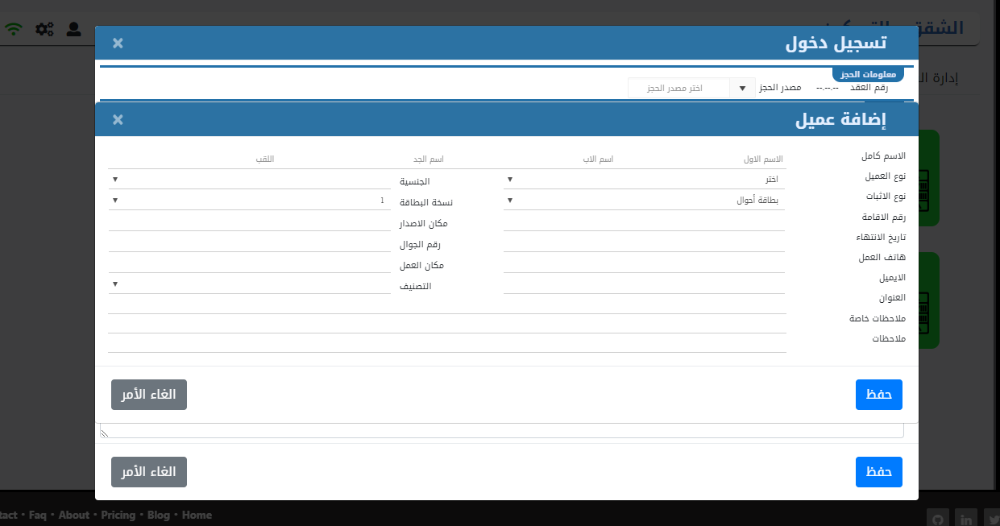 تسجيل دخول
×
معلومات الحجز
رقم العقد --.--.-- مصدر الحجز اختر مصدر الحجز
إدارة
إضافة عميل
×
الاسم كامل الاسم الاول اسم الاب اسم الجد اللقب
نوع العميل اختر الجنسية
نوع الاثبات بطاقة أحوال نسخة البطاقة 1
رقم الاقامة مكان الاصدار
تاريخ الانتهاء رقم الجوال
هاتف العمل مكان العمل
الايميل التصنيف
العنوان
ملاحظات خاصة
ملاحظات
حفظ الغاء الأمر
حفظ الغاء الأمر
tact · Faq · About · Pricing · Blog · Home